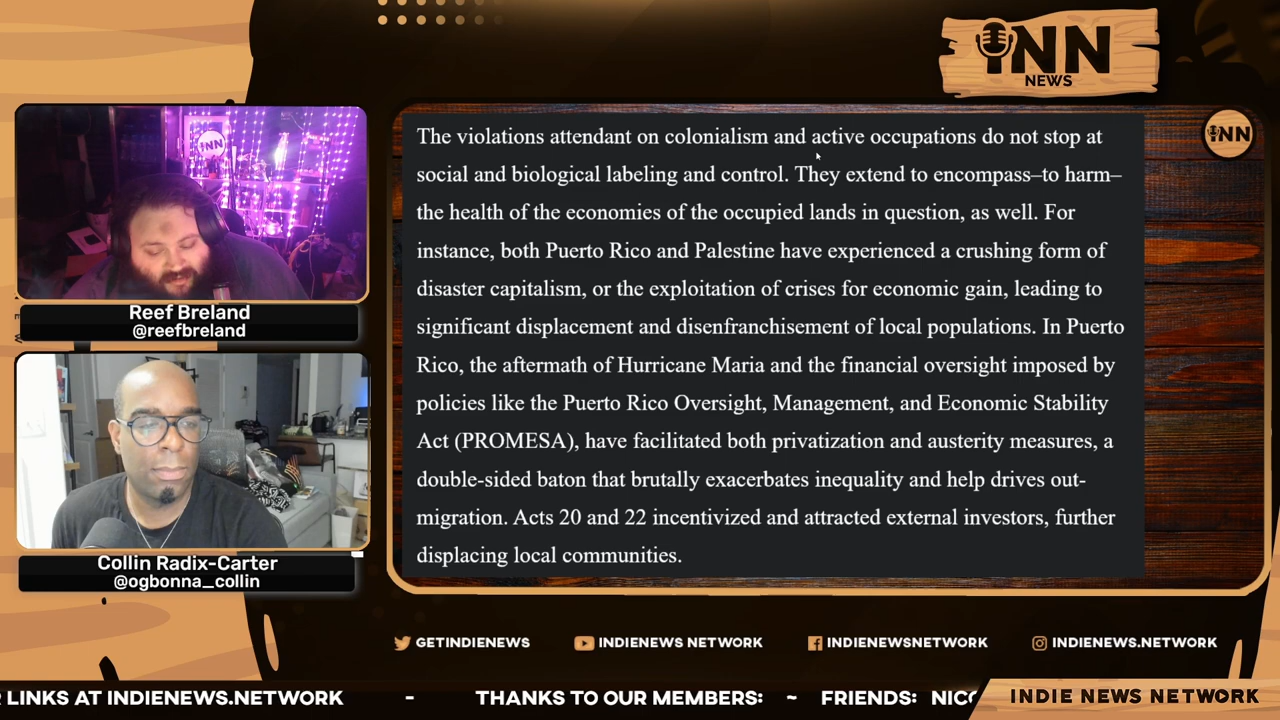 INN
NEWS
INN
The violations attendant on colonialism and active occupations do not stop at
social and biological labeling and control. They extend to encompass–to harm–
the health of the economies of the occupied lands in question, as well. For
instance, both Puerto Rico and Palestine have experienced a crushing form of
disaster capitalism, or the exploitation of crises for economic gain, leading to
significant displacement and disenfranchisement of local populations. In Puerto
Rico, the aftermath of Hurricane Maria and the financial oversight imposed by
policies like the Puerto Rico Oversight, Management, and Economic Stability
Act (PROMESA), have facilitated both privatization and austerity measures, a
double-sided baton that brutally exacerbates inequality and help drives out-
migration. Acts 20 and 22 incentivized and attracted external investors, further
displacing local communities.
INN
Reef Breland
@reefbreland
Collin Radix-Carter
@ogbonna_collin
GETINDIENEWS
INDIENEWS NETWORK
INDIENEWSNETWORK
INDIENEWS.NETWORK
LINKS AT INDIENEWS.NETWORK - THANKS TO OUR MEMBERS: ~ FRIENDS:
INDIE NEWS NETWORK